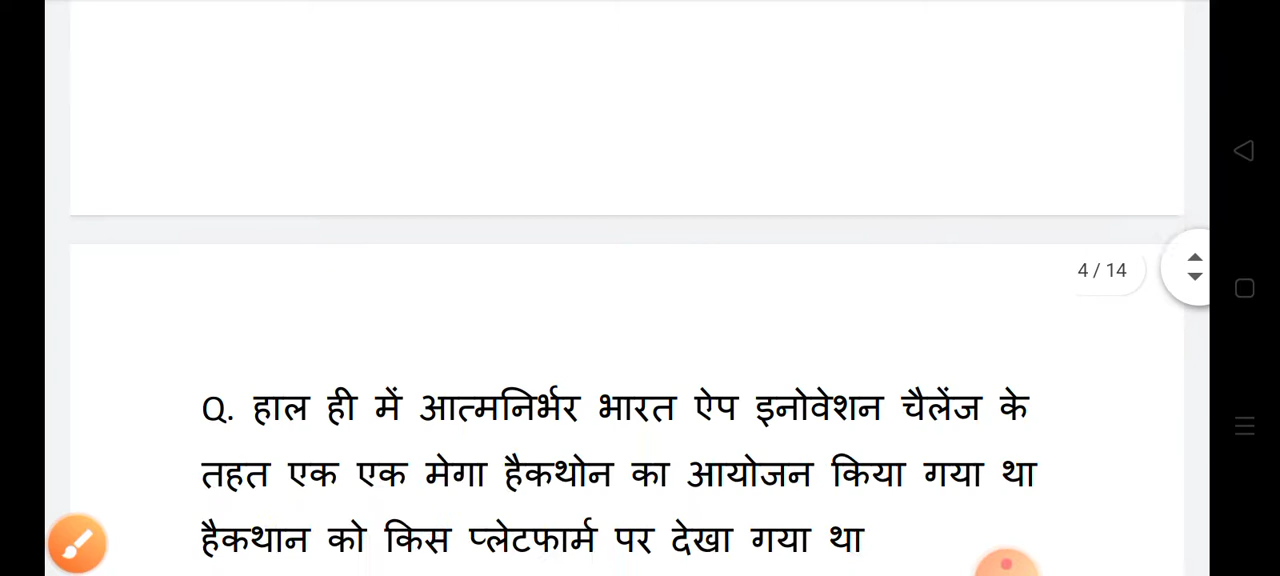 4 / 14
Q. हाल ही में आत्मनिर्भर भारत ऐप इनोवेशन चैलेंज के
तहत एक एक मेगा हैकथोन का आयोजन किया गया था
हैकथान को किस प्लेटफार्म पर देखा गया था